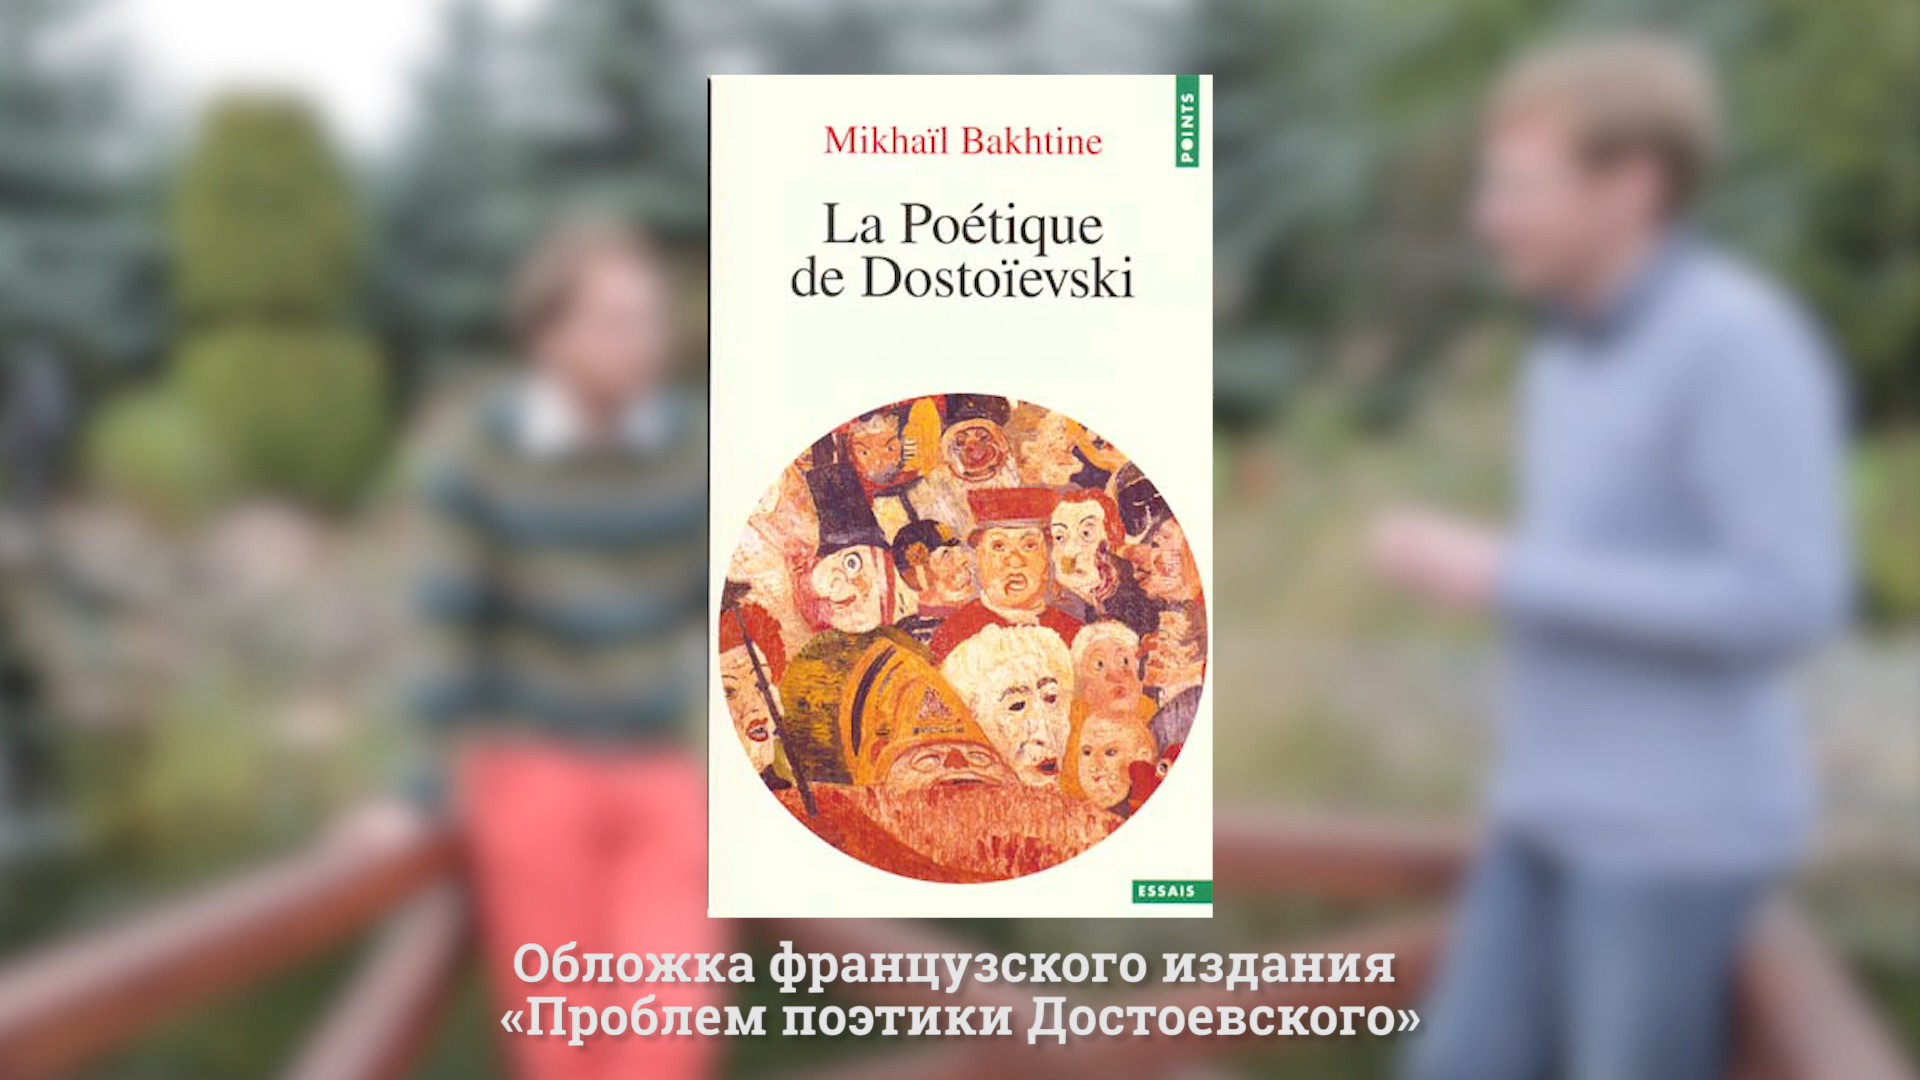 POINTS
Mikhaïl Bakhtine
La Poétique
de Dostoïevski
ESSAIS
Обложка французского издания
«Проблем поэтики Достоевского»